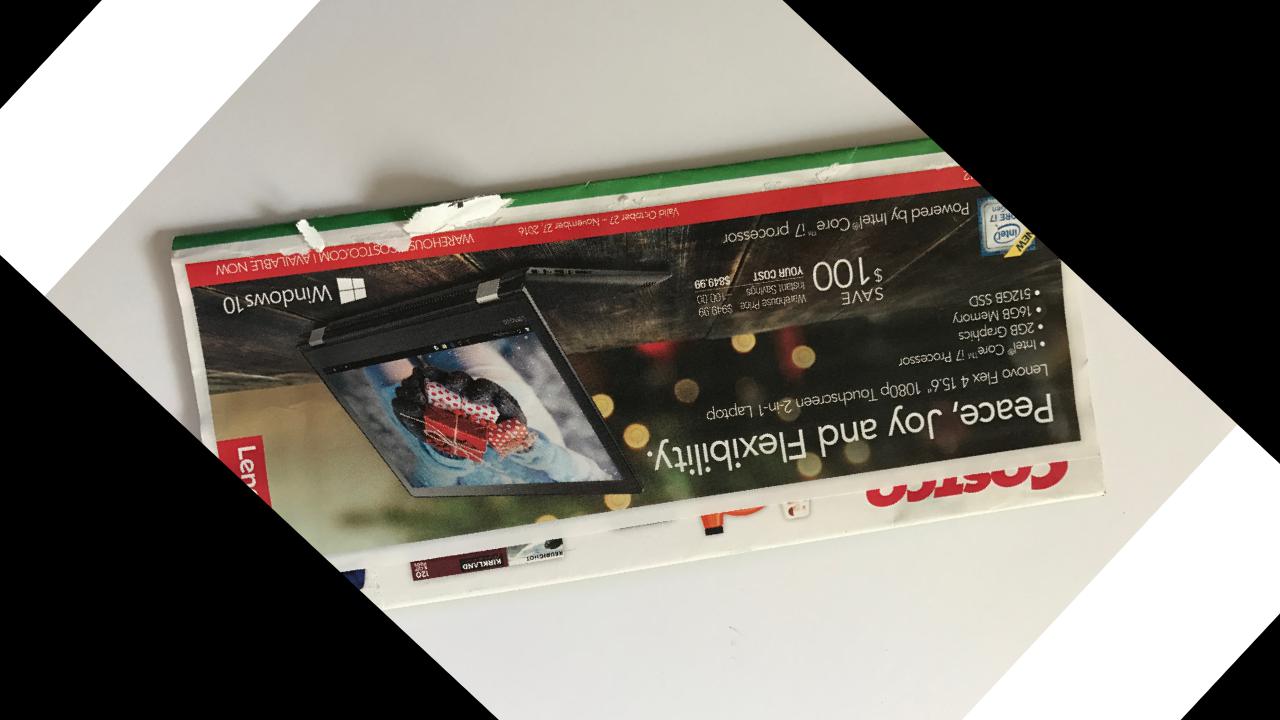 COSTCO
KIRKLAND
120
Peace, Joy and Flexibility.
Lenovo Flex 4 15.6" 1080p Touchscreen 2-in-1 Laptop
• Intel® Core™ i7 Processor
• 2GB Graphics
• 16GB Memory
• 512GB SSD
SAVE
$100
Warehouse Price $949.99
Instant Savings 100.00
YOUR COST $849.99
NEW
intel
CORE i7
Powered by Intel® Core™ i7 processor
Len
Windows 10
Valid October 27 – November 27, 2016
COSTCO.COM | AVAILABLE NOW